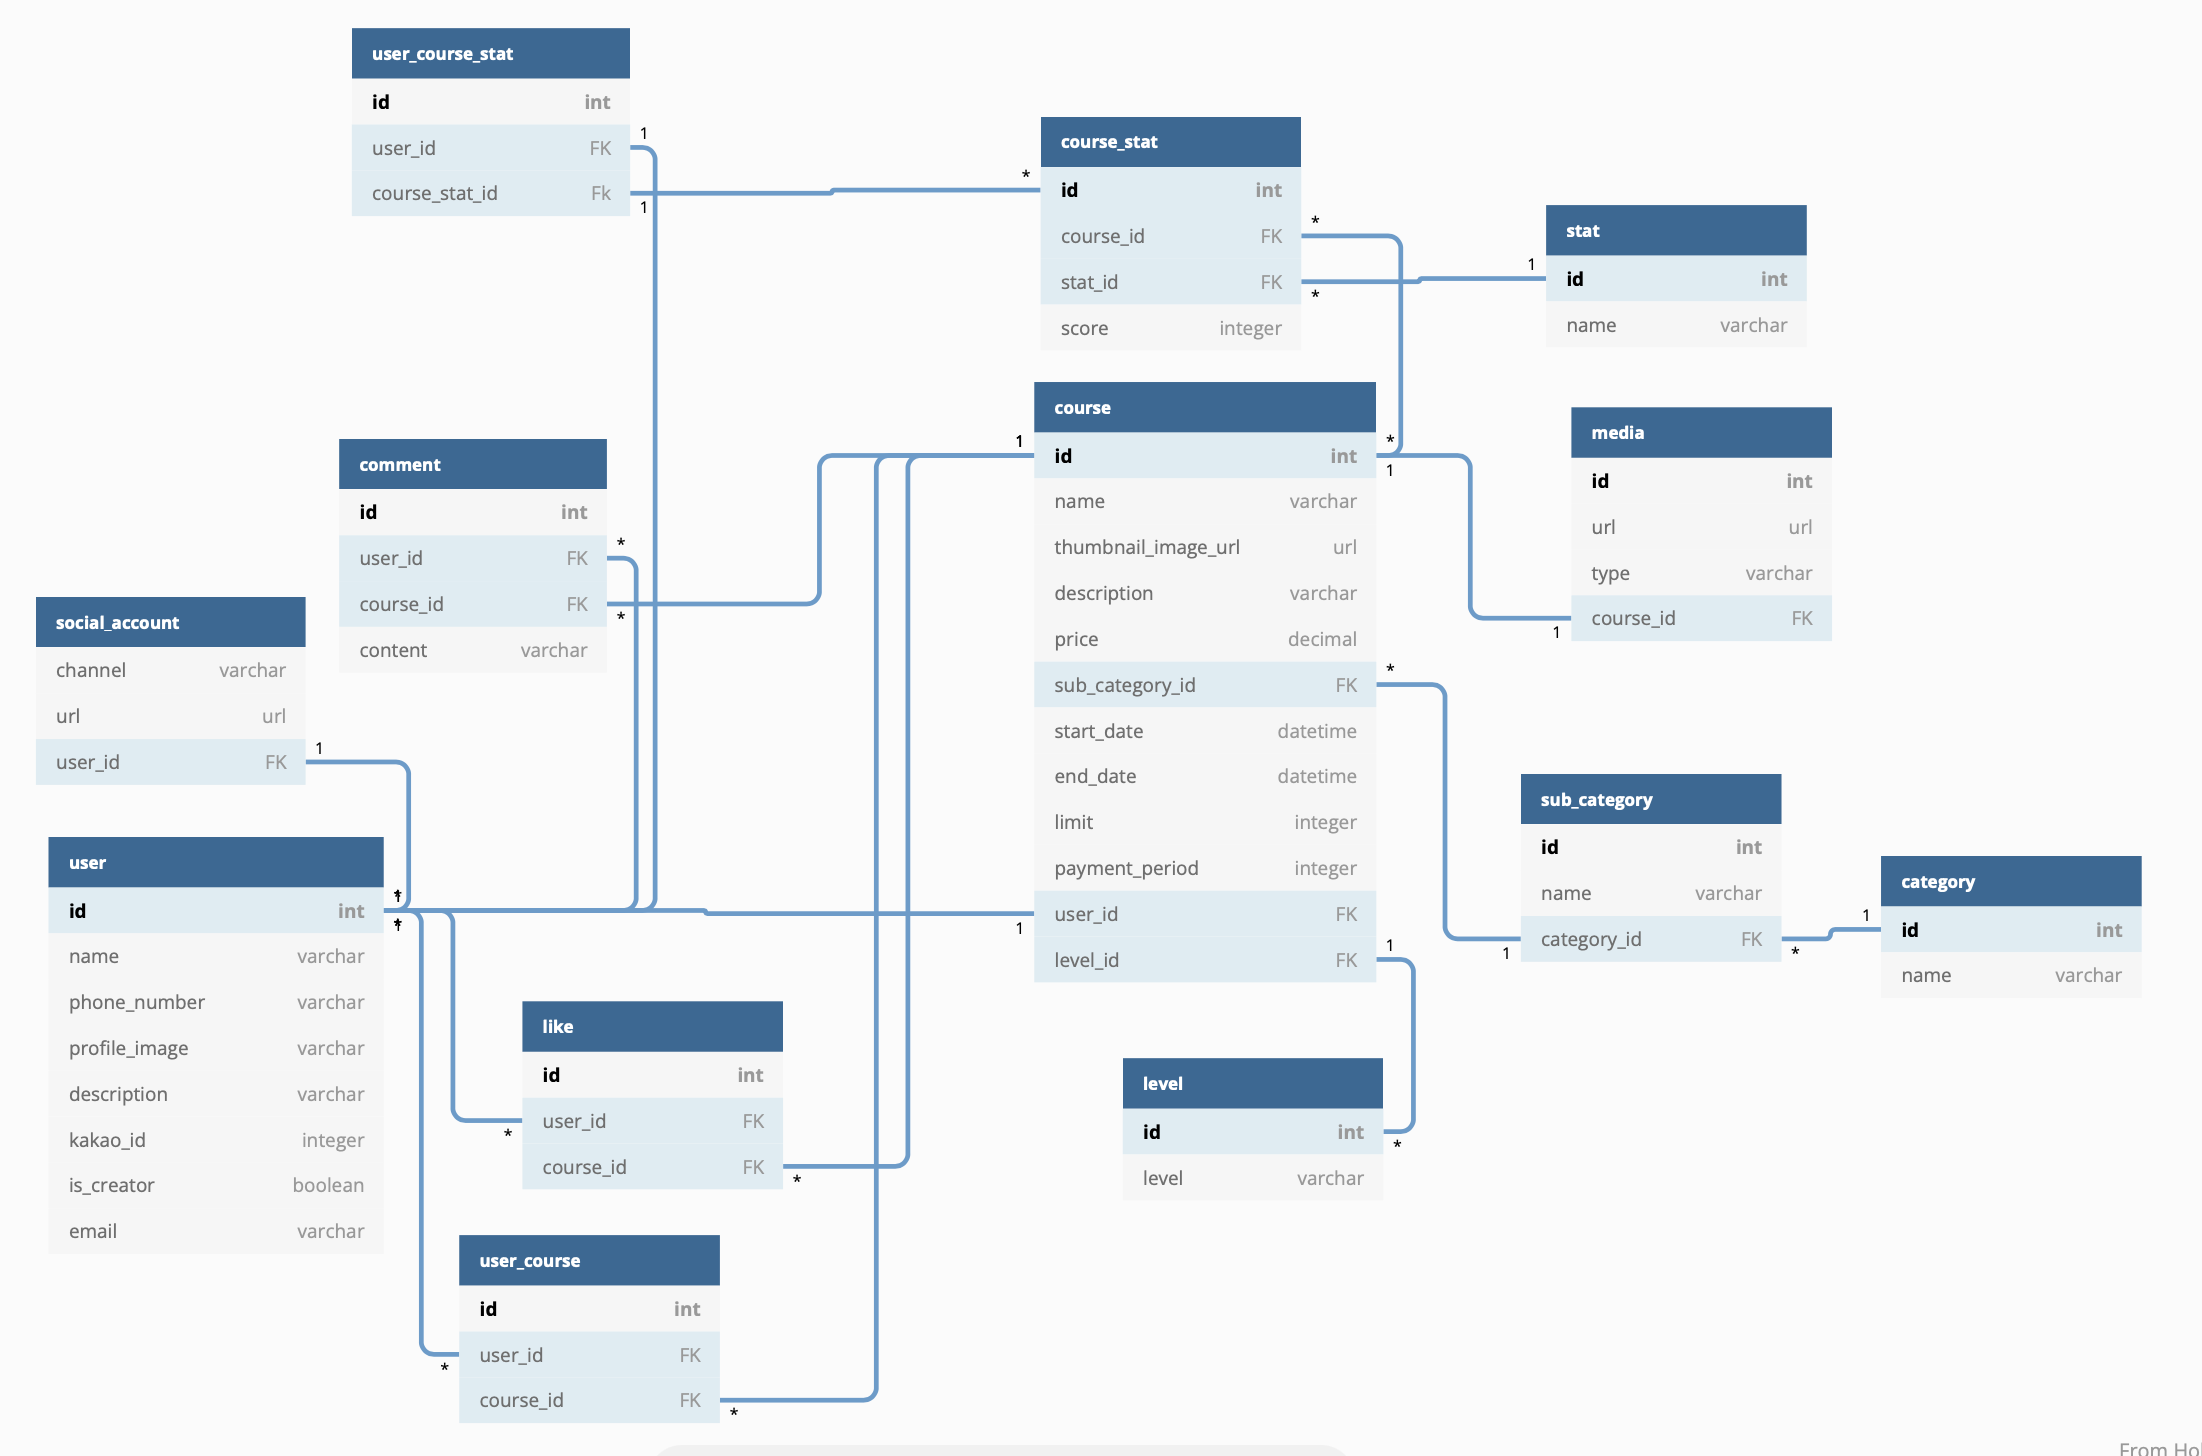 user_course_stat
id int
user_id FK
course_stat_id Fk
1
1
course_stat
id int
course_id FK
stat_id FK
score integer
*
*
*
stat
id int
name varchar
1
comment
id int
user_id FK
course_id FK
content varchar
*
*
course
id int
name varchar
thumbnail_image_url url
description varchar
price decimal
sub_category_id FK
start_date datetime
end_date datetime
limit integer
payment_period integer
user_id FK
level_id FK
1
*
1
*
1
1
media
id int
url url
type varchar
course_id FK
1
social_account
channel varchar
url url
user_id FK
1
user
id int
name varchar
phone_number varchar
profile_image varchar
description varchar
kakao_id integer
is_creator boolean
email varchar
sub_category
id int
name varchar
category_id FK
1
*
category
id int
name varchar
1
like
id int
user_id FK
course_id FK
*
*
level
id int
level varchar
*
user_course
id int
user_id FK
course_id FK
*
*
From